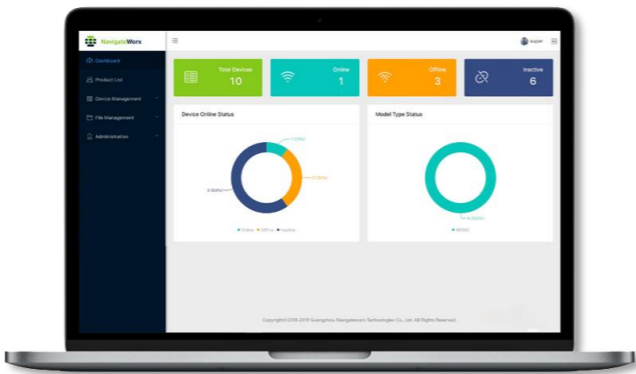 NavigateWorx
super
Dashboard
Product List
Device Management
File Management
Administration
Total Devices
10
Online
1
Offline
3
Inactive
6
Device Online Status
Model Type Status
Online Offline Inactive
Copyright©2018-2019 Guangzhou Navigateworx Technologies Co., Ltd. All Rights Reserved.